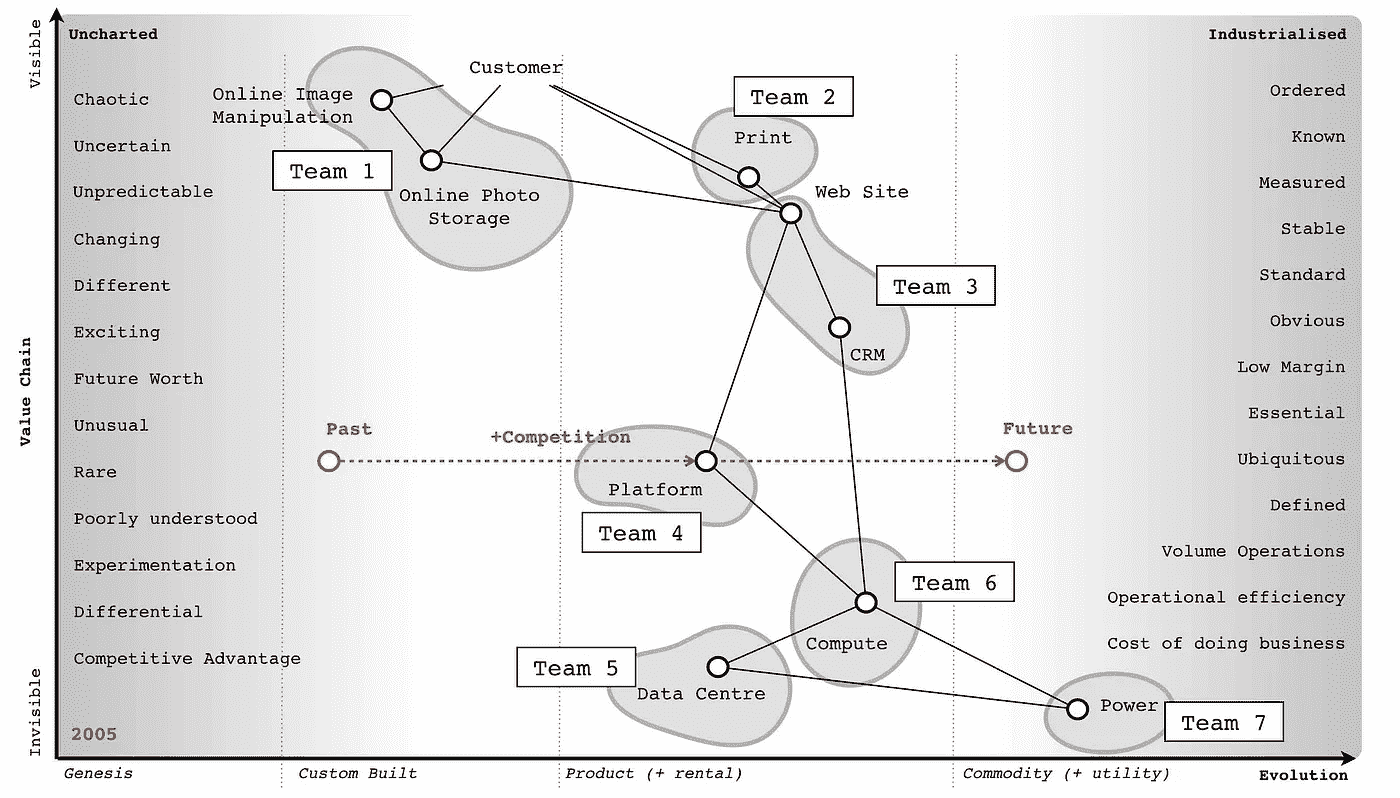 Visible
Uncharted
Industrialised
Customer
Chaotic
Online Image
Manipulation
Team 2
Ordered
Print
Known
Uncertain
Team 1
Measured
Unpredictable
Online Photo
Storage
Web Site
Stable
Changing
Standard
Different
Team 3
Obvious
Exciting
CRM
Low Margin
Future Worth
Value Chain
Essential
Unusual
Past
+Competition
Future
Ubiquitous
Rare
Platform
Defined
Poorly understood
Team 4
Volume Operations
Experimentation
Team 6
Operational efficiency
Differential
Compute
Cost of doing business
Competitive Advantage
Team 5
Data Centre
Power
Team 7
Invisible
2005
Genesis
Custom Built
Product (+ rental)
Commodity (+ utility)
Evolution